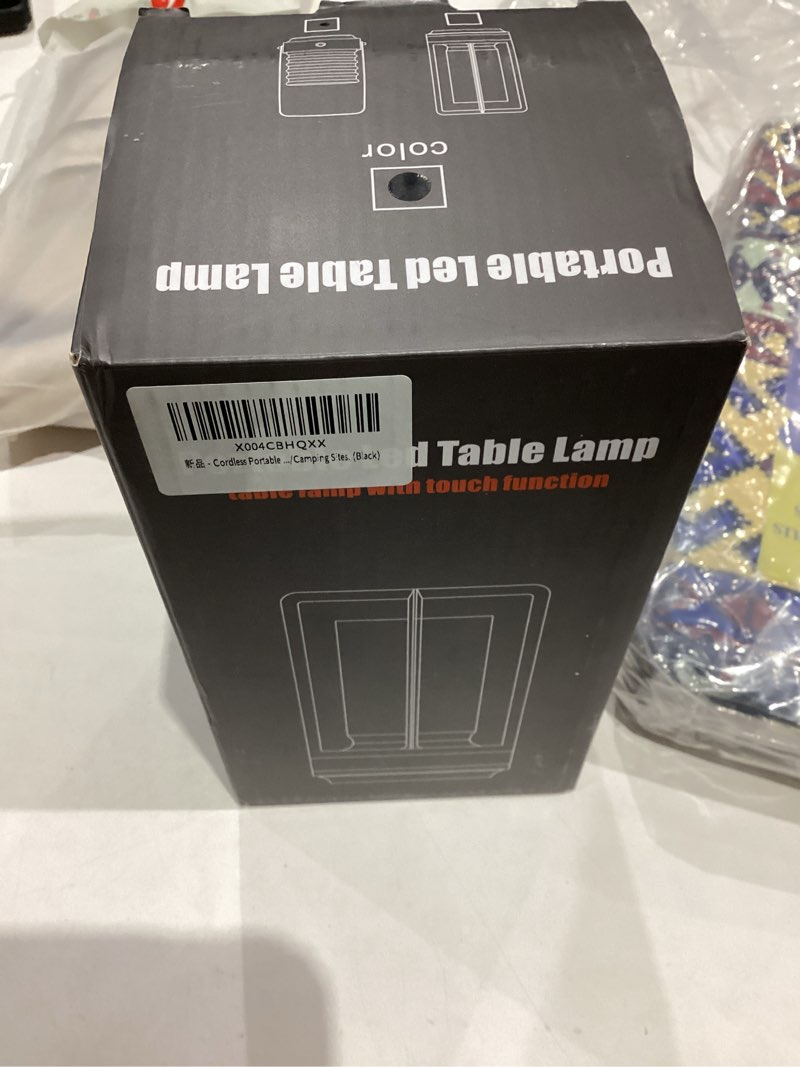 color
Portable Led Table Lamp
X004CBHQXX
新品 - Cordless Portable .../Camping Sites. (Black)
d Table Lamp
table lamp with touch function